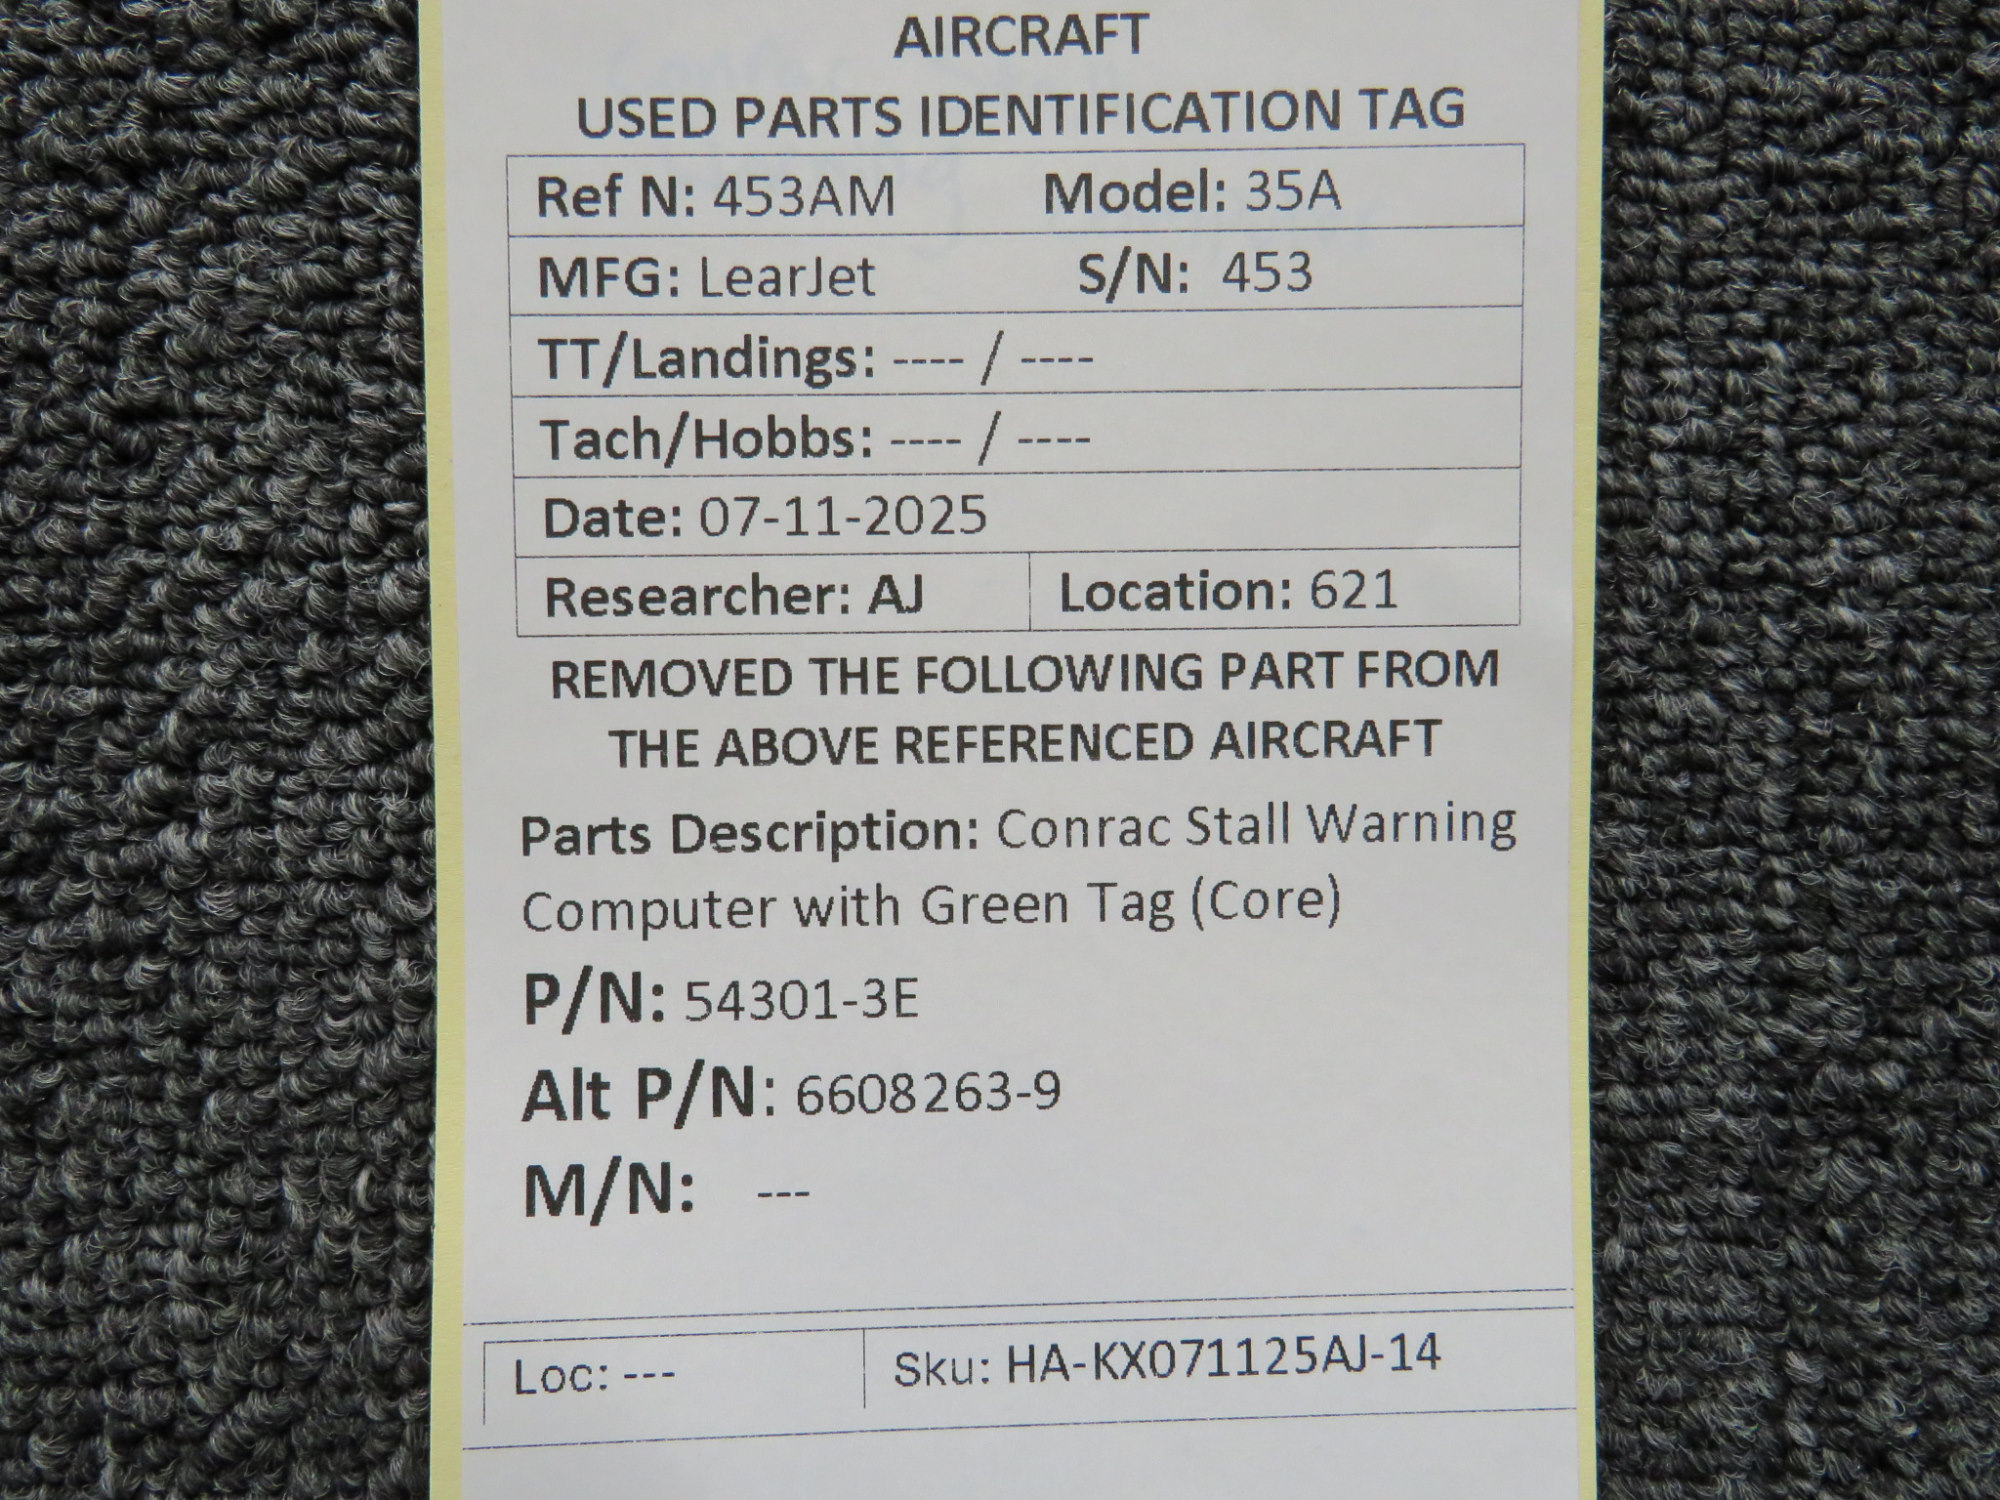 AIRCRAFT
USED PARTS IDENTIFICATION TAG
Ref N: 453AM Model: 35A
MFG: LearJet S/N: 453
TT/Landings: ---- / ----
Tach/Hobbs: ---- / ----
Date: 07-11-2025
Researcher: AJ Location: 621
REMOVED THE FOLLOWING PART FROM
THE ABOVE REFERENCED AIRCRAFT
Parts Description: Conrac Stall Warning
Computer with Green Tag (Core)
P/N: 54301-3E
Alt P/N: 6608263-9
M/N: ---
Loc: --- Sku: HA-KX071125AJ-14